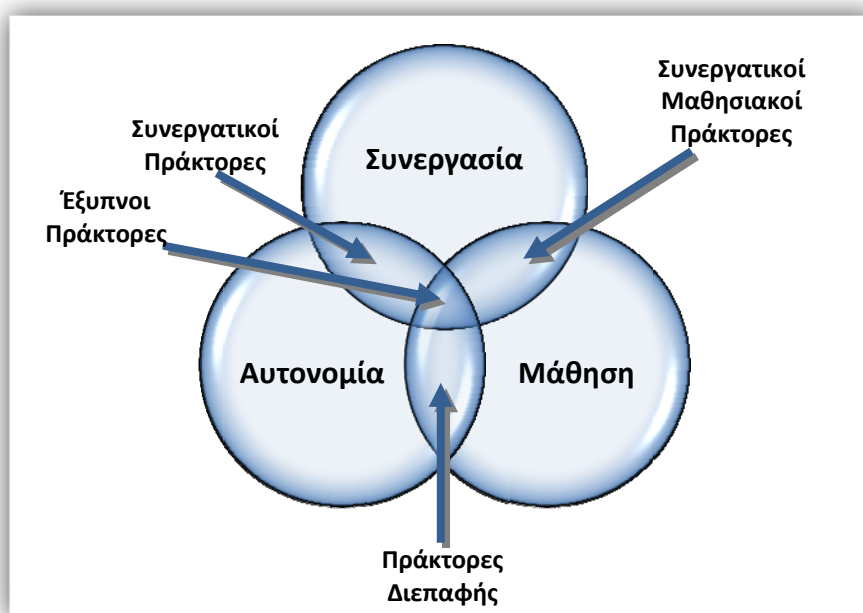 Συνεργατικοί
Μαθησιακοί
Πράκτορες
Συνεργατικοί
Πράκτορες
Συνεργασία
Έξυπνοι
Πράκτορες
Αυτονομία
Μάθηση
Πράκτορες
Διεπαφής